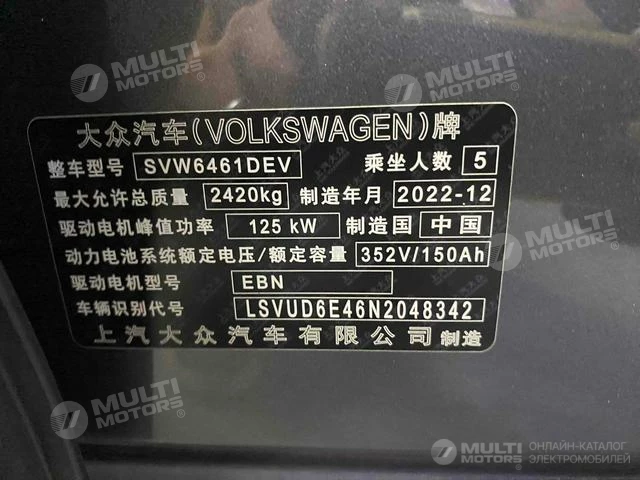 MULTI MOTORS®
MULTI MOTORS®
大众汽车(VOLKSWAGEN)牌
整车型号 SVW6461DEV 乘坐人数 5
最大允许总质量 2420kg 制造年月 2022-12
驱动电机峰值功率 125 kW 制造国 中国
动力电池系统额定电压/额定容量 352V/150Ah
驱动电机型号 EBN
车辆识别代号 LSVUD6E46N2048342
上汽大众汽车有限公司 制造
MULTI MOTORS®
MULTI MOTORS®
MULTI MOTORS® ОНЛАЙН-КАТАЛОГ
ЭЛЕКТРОМОБИЛЕЙ